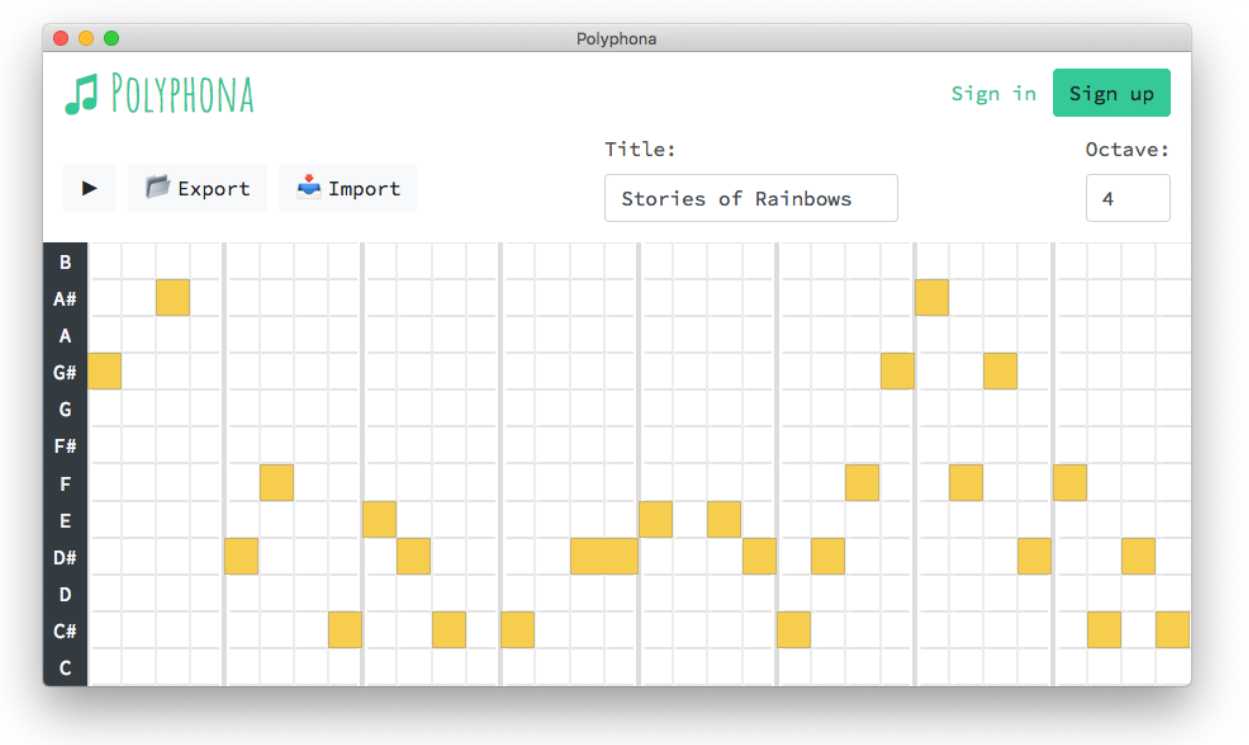 Polyphona
POLYPHONA
Sign in
Sign up
Title:
Octave:
▶
Export
Import
Stories of Rainbows
4
B
A#
A
G#
G
F#
F
E
D#
D
C#
C